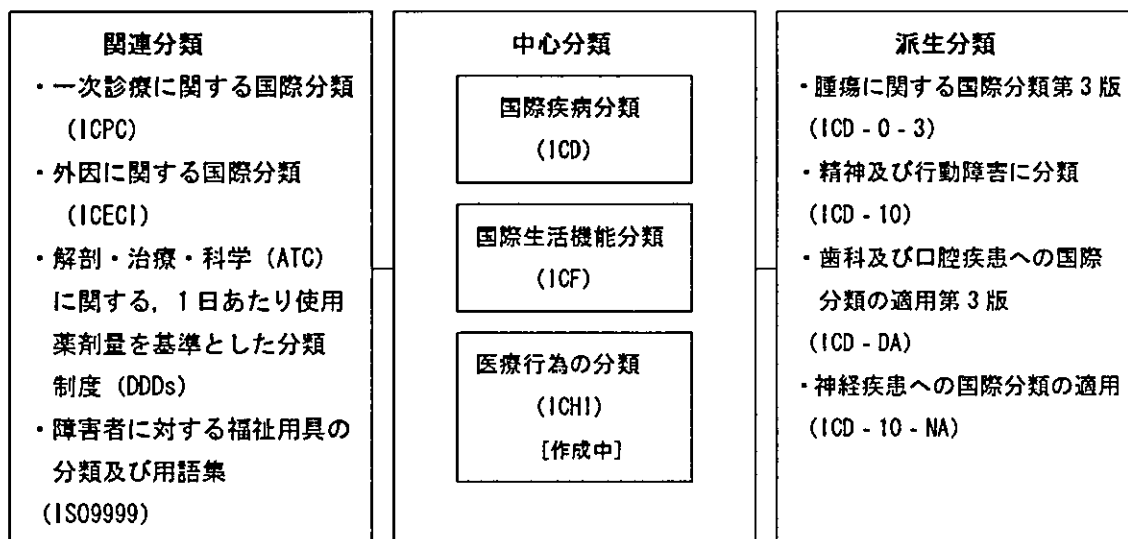 関連分類
・一次診療に関する国際分類
(ICPC)
・外因に関する国際分類
(ICECI)
・解剖・治療・科学 (ATC)
に関する，1日あたり使用
薬剤量を基準とした分類
制度 (DDDs)
・障害者に対する福祉用具の
分類及び用語集
(ISO9999)
中心分類
国際疾病分類
(ICD)
国際生活機能分類
(ICF)
医療行為の分類
(ICHI)
[作成中]
派生分類
・腫瘍に関する国際分類第3版
(ICD-O-3)
・精神及び行動障害に分類
(ICD-10)
・歯科及び口腔疾患への国際
分類の適用第3版
(ICD-DA)
・神経疾患への国際分類の適用
(ICD-10-NA)